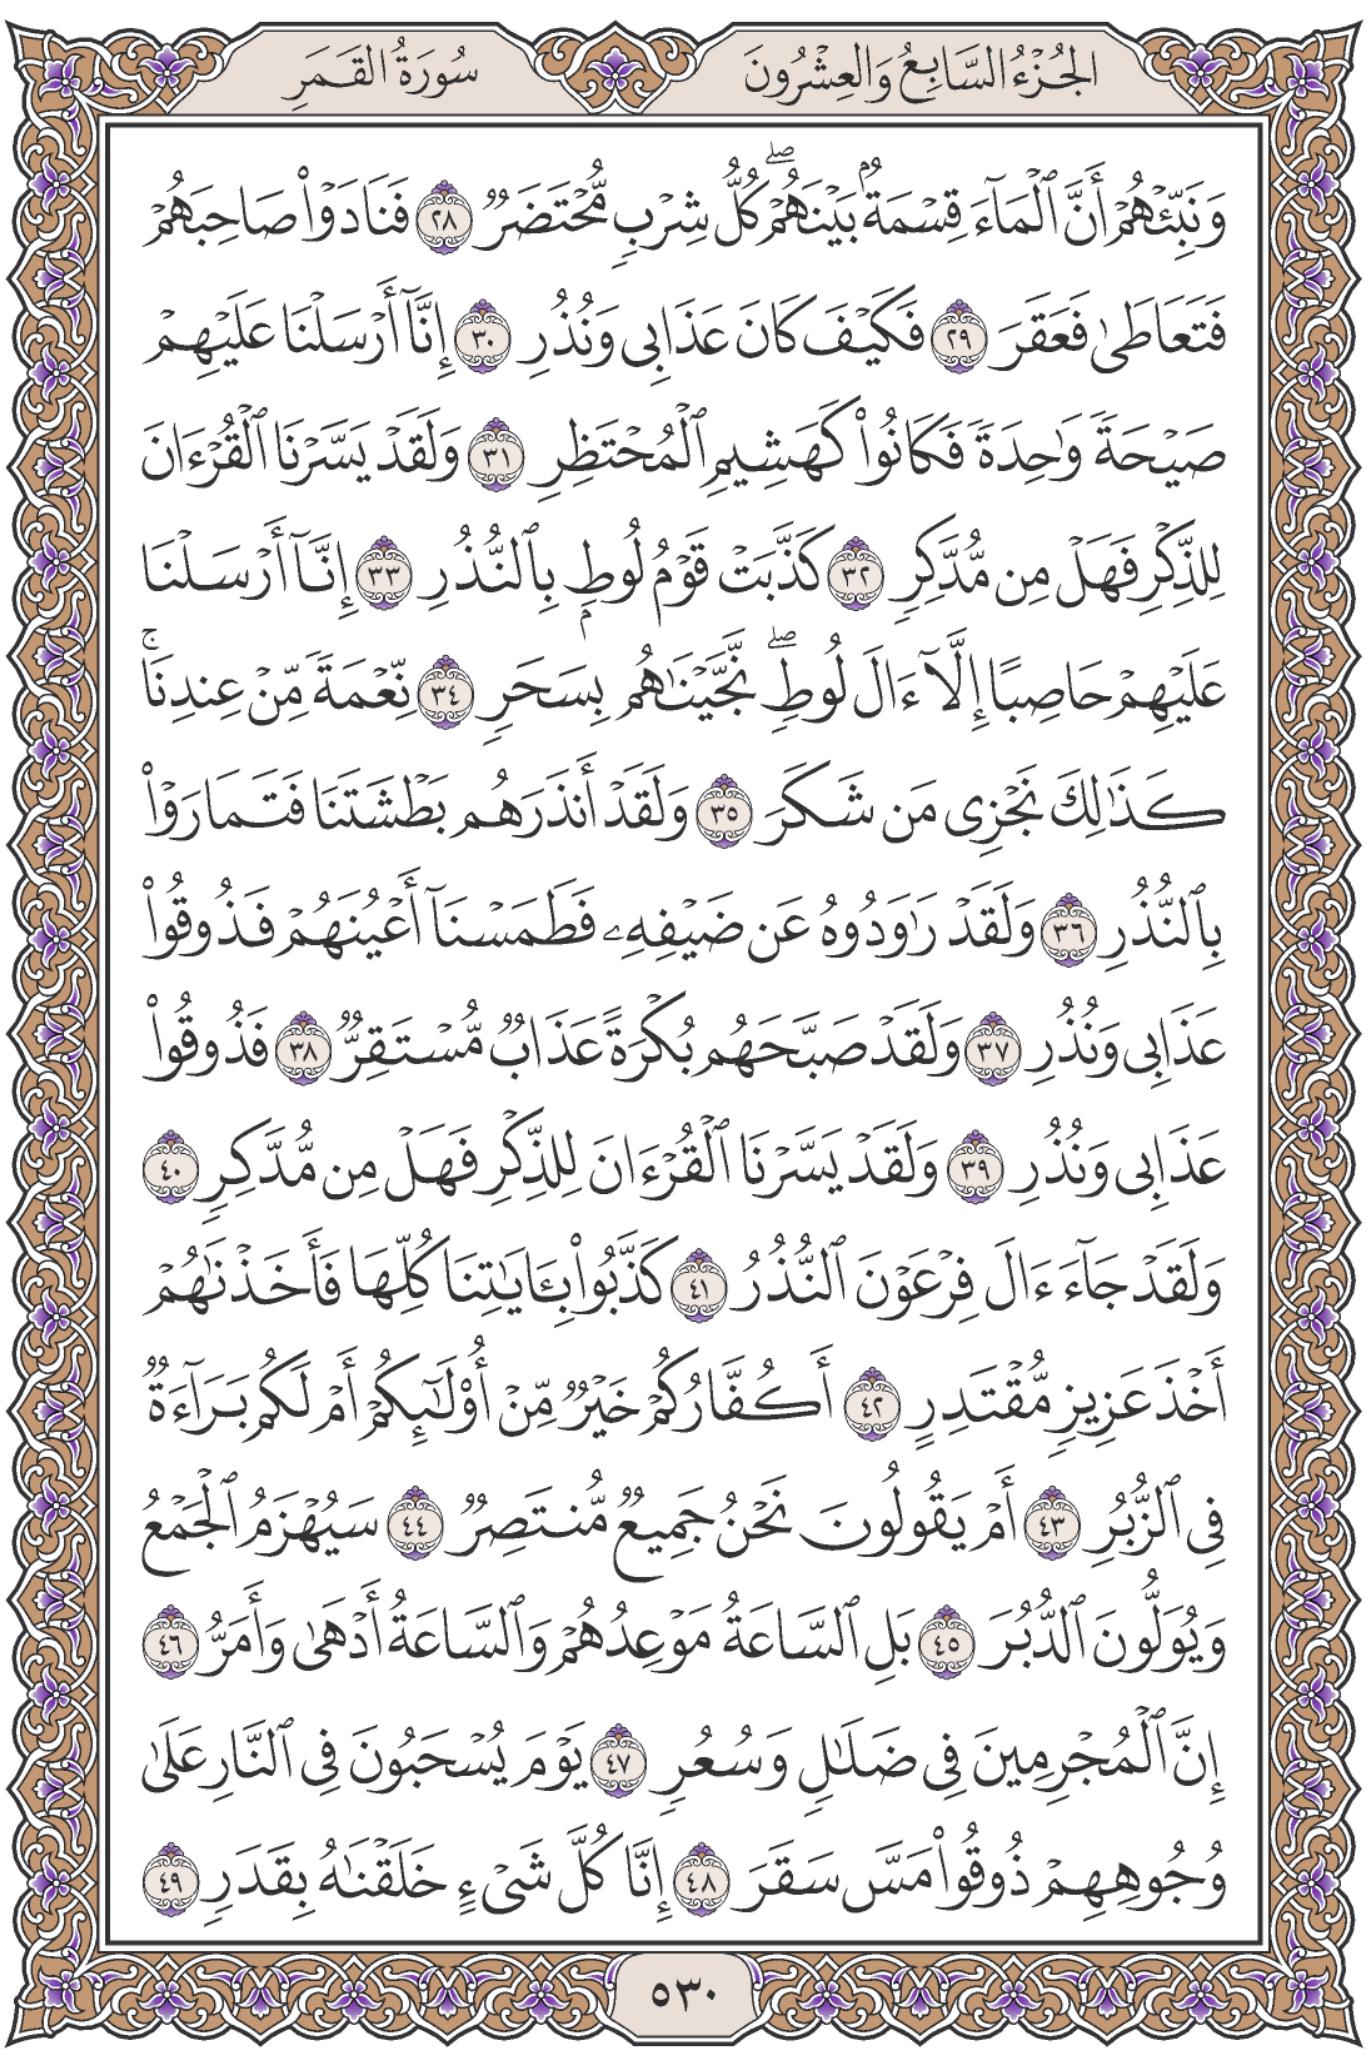 الجُزْءُ السَّابِعُ وَالعِشْرُونَ
سُورَةُ القَمَرِ
وَنَبِّئْهُمْ أَنَّ ٱلْمَآءَ قِسْمَةٌۢ بَيْنَهُمْۖ كُلُّ شِرْبٍ مُّحْتَضَرٌ ٢٨ فَنَادَوْا۟ صَاحِبَهُمْ
فَتَعَاطَىٰ فَعَقَرَ ٢٩ فَكَيْفَ كَانَ عَذَابِى وَنُذُرِ ٣٠ إِنَّآ أَرْسَلْنَا عَلَيْهِمْ
صَيْحَةً وَٰحِدَةً فَكَانُوا۟ كَهَشِيمِ ٱلْمُحْتَظِرِ ٣١ وَلَقَدْ يَسَّرْنَا ٱلْقُرْءَانَ
لِلذِّكْرِ فَهَلْ مِن مُّدَّكِرٍ ٣٢ كَذَّبَتْ قَوْمُ لُوطٍۭ بِٱلنُّذُرِ ٣٣ إِنَّآ أَرْسَلْنَا
عَلَيْهِمْ حَاصِبًا إِلَّآ ءَالَ لُوطٍۖ نَّجَّيْنَٰهُم بِسَحَرٍ ٣٤ نِّعْمَةً مِّنْ عِندِنَاۚ
كَذَٰلِكَ نَجْزِى مَن شَكَرَ ٣٥ وَلَقَدْ أَنذَرَهُم بَطْشَتَنَا فَتَمَارَوْا۟
بِٱلنُّذُرِ ٣٦ وَلَقَدْ رَٰوَدُوهُ عَن ضَيْفِهِۦ فَطَمَسْنَآ أَعْيُنَهُمْ فَذُوقُوا۟
عَذَابِى وَنُذُرِ ٣٧ وَلَقَدْ صَبَّحَهُم بُكْرَةً عَذَابٌ مُّسْتَقِرٌّ ٣٨ فَذُوقُوا۟
عَذَابِى وَنُذُرِ ٣٩ وَلَقَدْ يَسَّرْنَا ٱلْقُرْءَانَ لِلذِّكْرِ فَهَلْ مِن مُّدَّكِرٍ ٤٠
وَلَقَدْ جَآءَ ءَالَ فِرْعَوْنَ ٱلنُّذُرُ ٤١ كَذَّبُوا۟ بِـَٔايَٰتِنَا كُلِّهَا فَأَخَذْنَٰهُمْ
أَخْذَ عَزِيزٍ مُّقْتَدِرٍ ٤٢ أَكُفَّارُكُمْ خَيْرٌ مِّنْ أُو۟لَٰٓئِكُمْ أَمْ لَكُم بَرَآءَةٌ
فِى ٱلزُّبُرِ ٤٣ أَمْ يَقُولُونَ نَحْنُ جَمِيعٌ مُّنتَصِرٌ ٤٤ سَيُهْزَمُ ٱلْجَمْعُ
وَيُوَلُّونَ ٱلدُّبُرَ ٤٥ بَلِ ٱلسَّاعَةُ مَوْعِدُهُمْ وَٱلسَّاعَةُ أَدْهَىٰ وَأَمَرُّ ٤٦
إِنَّ ٱلْمُجْرِمِينَ فِى ضَلَٰلٍ وَسُعُرٍ ٤٧ يَوْمَ يُسْحَبُونَ فِى ٱلنَّارِ عَلَىٰ
وُجُوهِهِمْ ذُوقُوا۟ مَسَّ سَقَرَ ٤٨ إِنَّا كُلَّ شَىْءٍ خَلَقْنَٰهُ بِقَدَرٍ ٤٩
٥٣٠